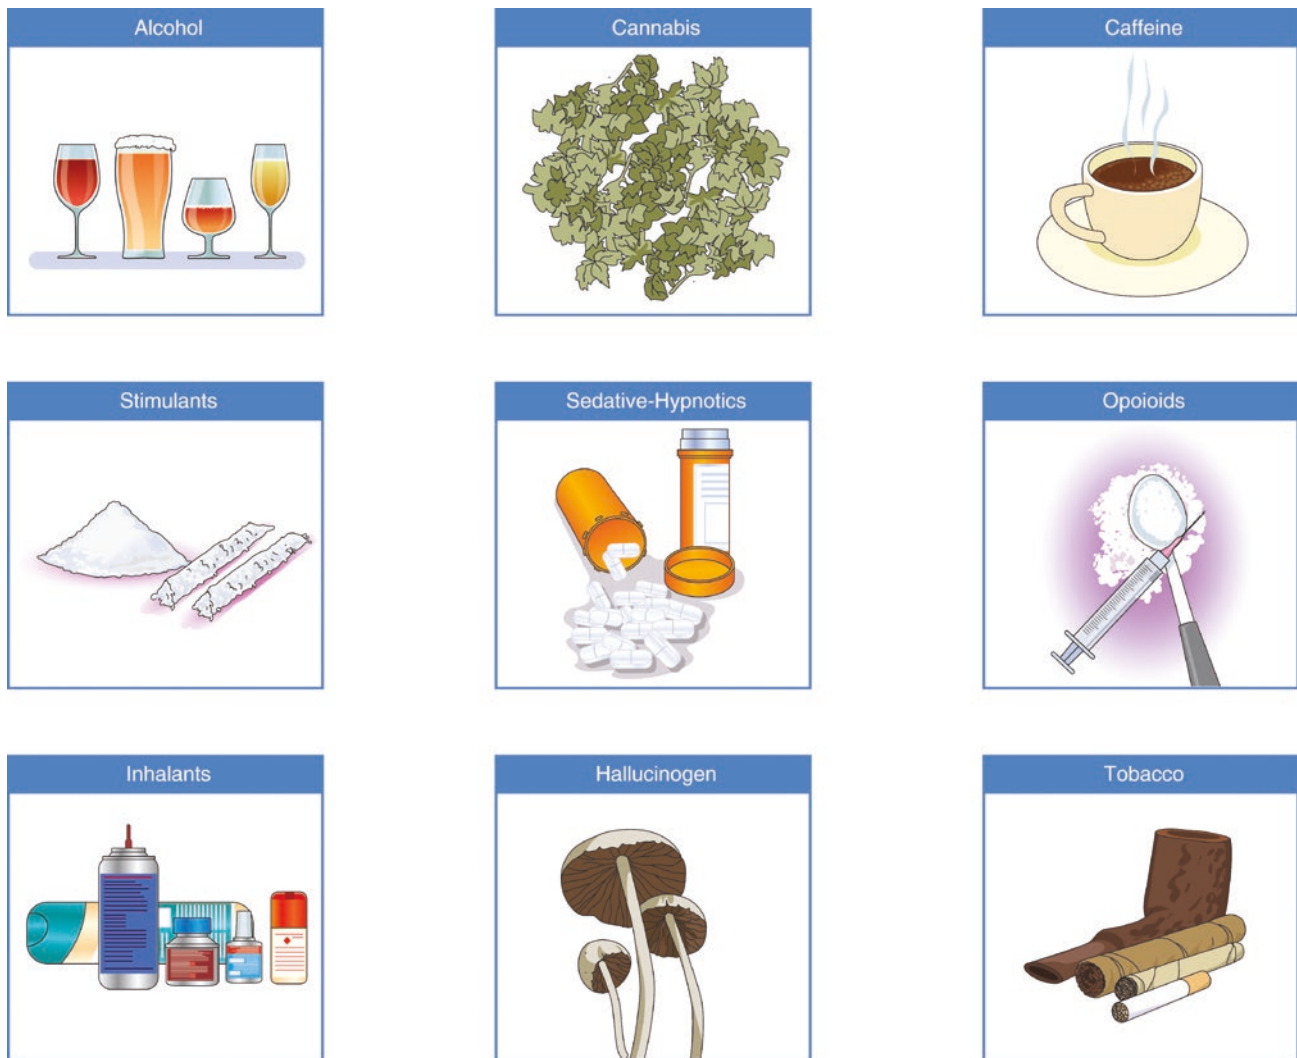 Alcohol
Cannabis
Caffeine
Stimulants
Sedative-Hypnotics
Opoioids
Inhalants
Hallucinogen
Tobacco